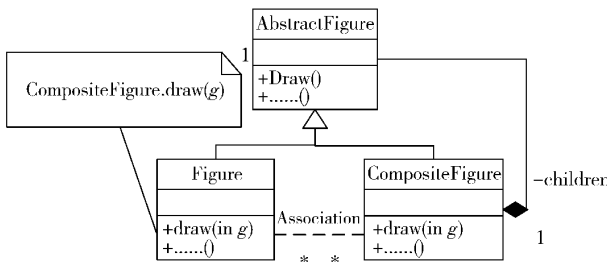 AbstractFigure
1
+Draw()
+......()
CompositeFigure.draw(g)
Figure
CompositeFigure
-children
+draw(in g)
+......()
Association
+draw(in g)
+......()
1
* *